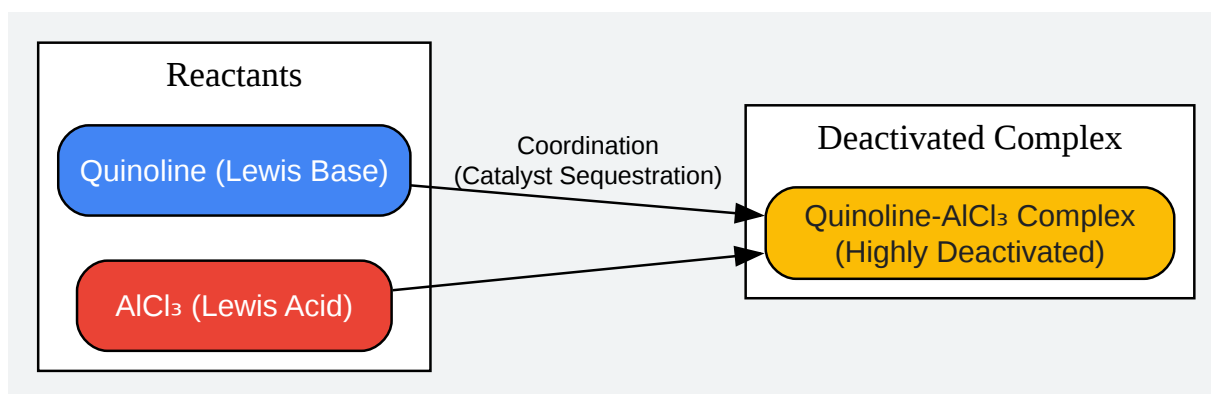 Reactants
Quinoline (Lewis Base)
AlCl₃ (Lewis Acid)
Coordination
(Catalyst Sequestration)
Deactivated Complex
Quinoline-AlCl₃ Complex
(Highly Deactivated)